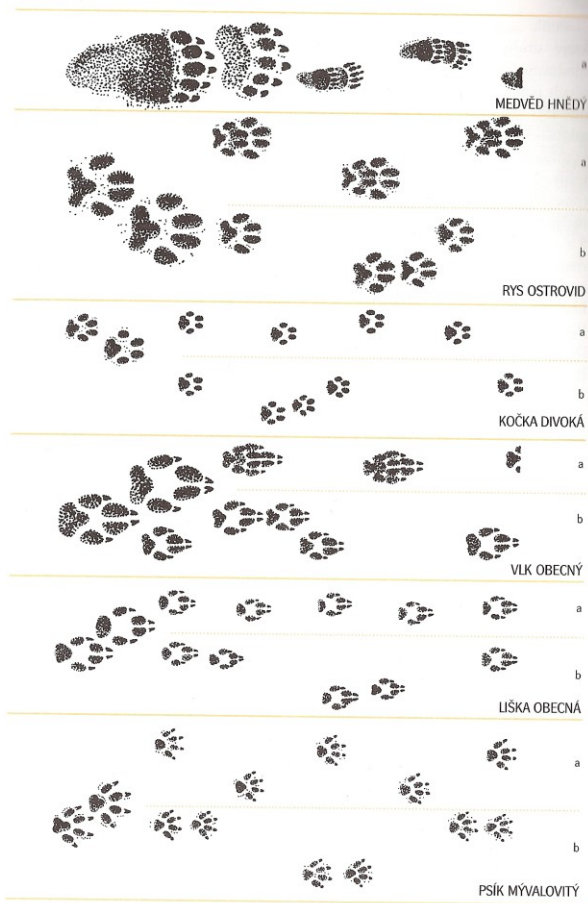 a
MEDVĚD HNĚDÝ
a
b
RYS OSTROVID
a
b
KOČKA DIVOKÁ
a
b
VLK OBECNÝ
a
b
LIŠKA OBECNÁ
a
b
PSÍK MÝVALOVITÝ